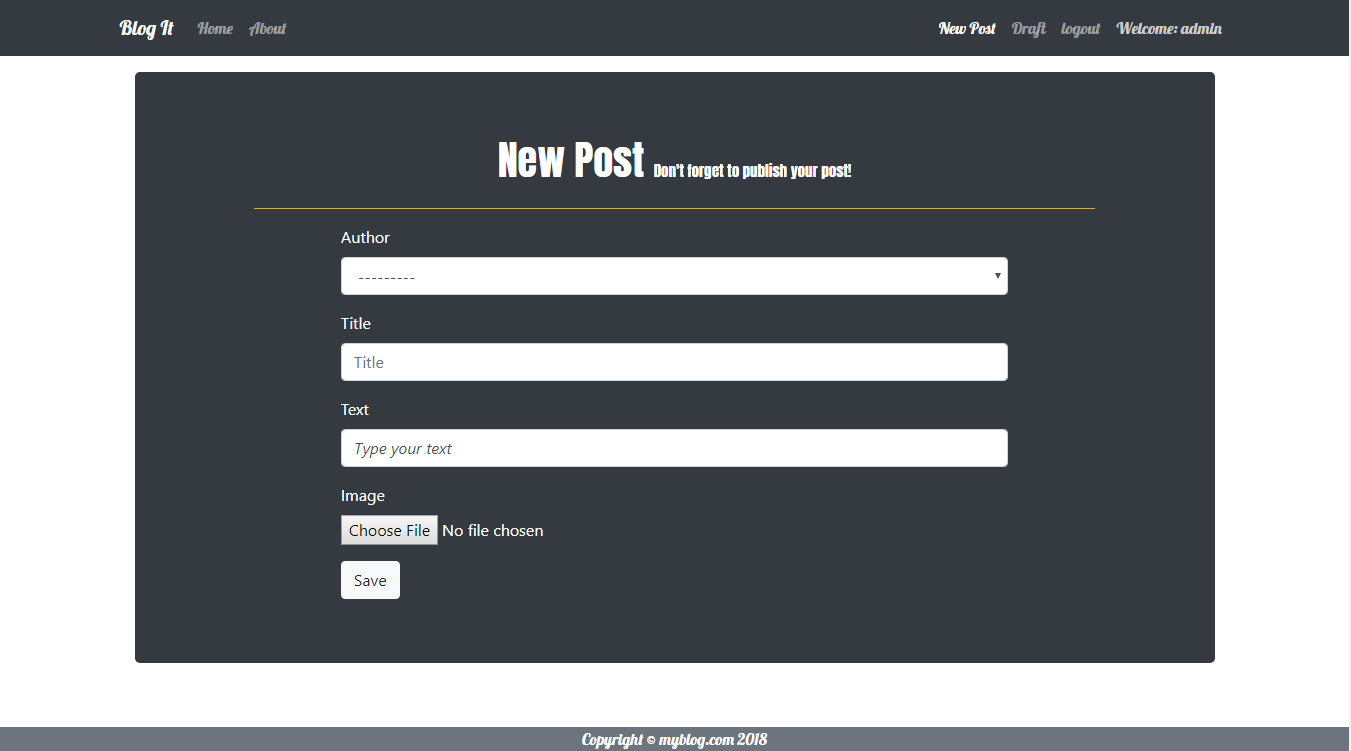 Blog It Home About New Post Draft logout Welcome: admin
New Post Don't forget to publish your post!
Author
---------
Title
Title
Text
Type your text
Image
Choose File No file chosen
Save
Copyright © myblog.com 2018